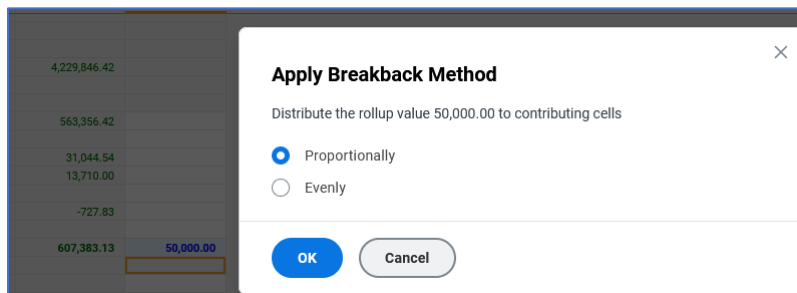 4,229,846.42
563,356.42
31,044.54
13,710.00
-727.83
607,383.13 50,000.00
Apply Breakback Method
Distribute the rollup value 50,000.00 to contributing cells
Proportionally
Evenly
OK Cancel